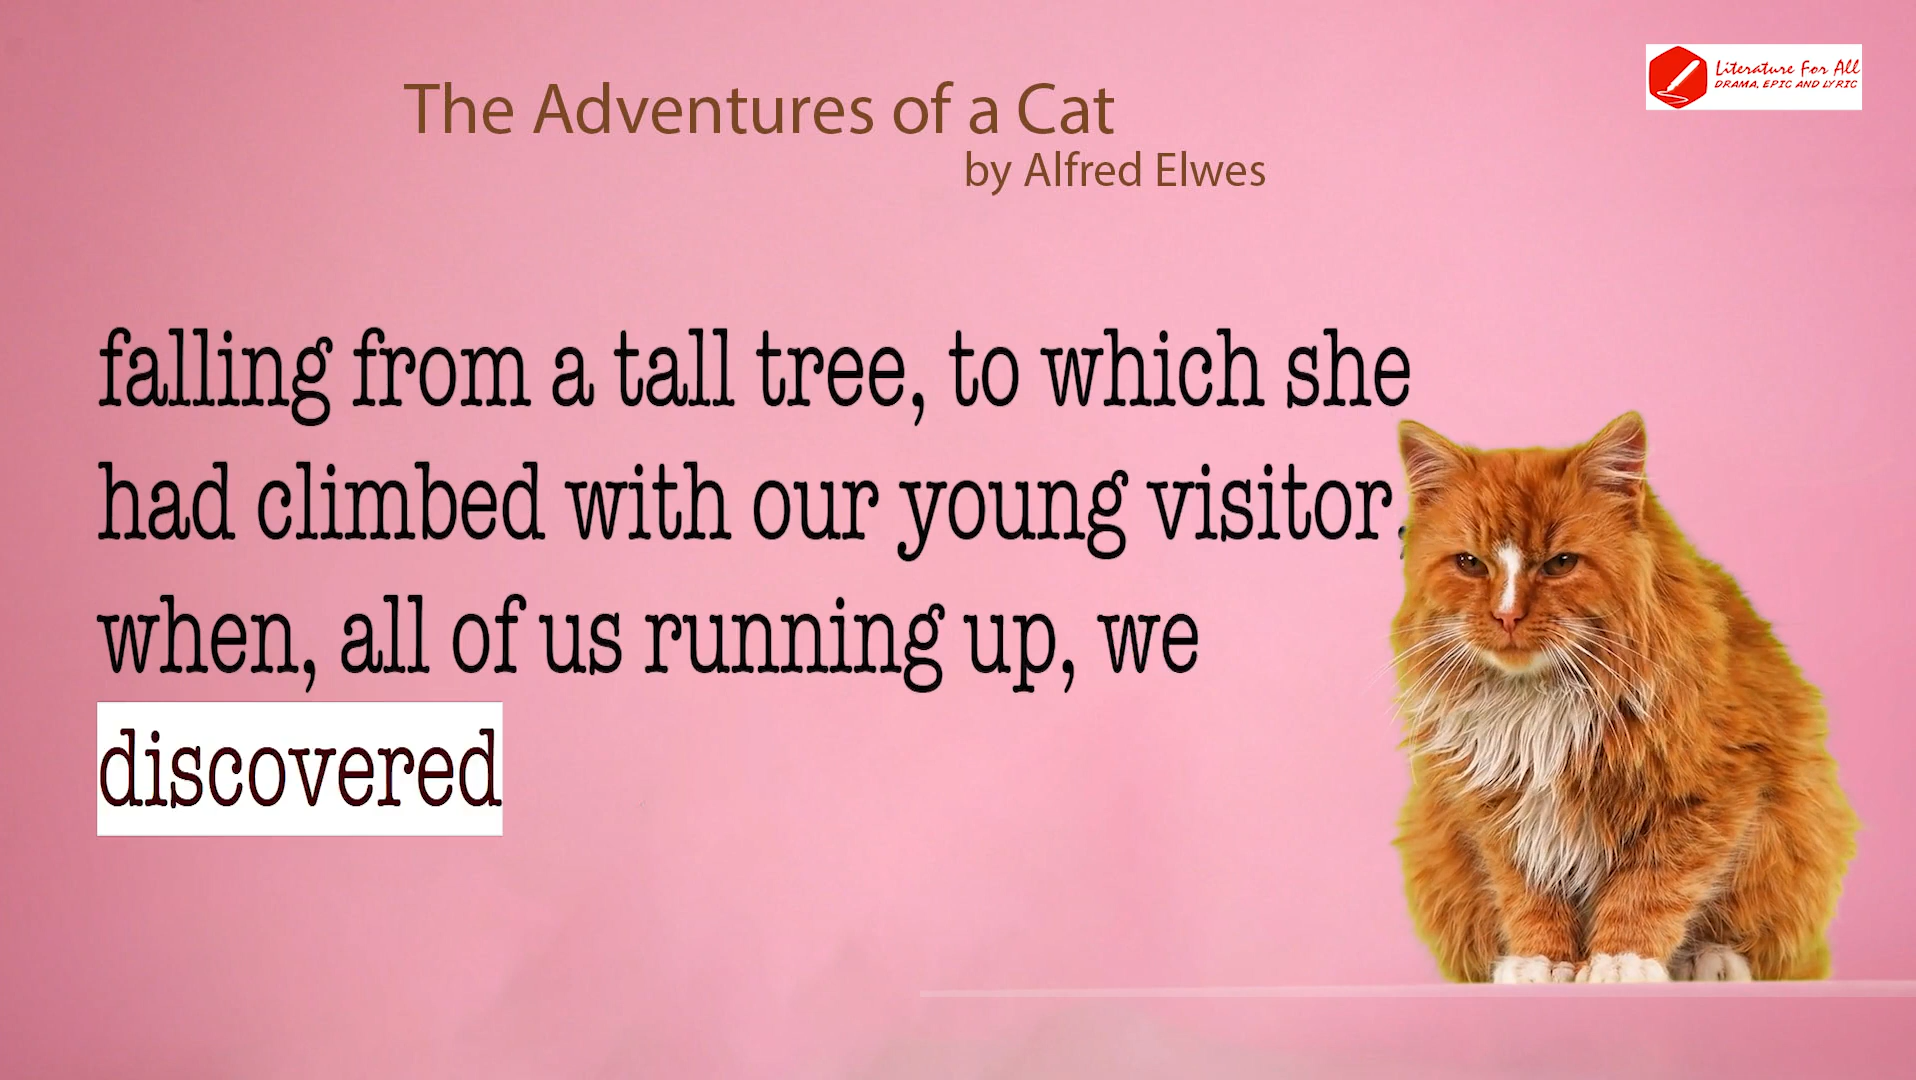 The Adventures of a Cat
by Alfred Elwes
Literature For All
DRAMA, EPIC AND LYRIC
falling from a tall tree, to which she
had climbed with our young visitor,
when, all of us running up, we
discovered